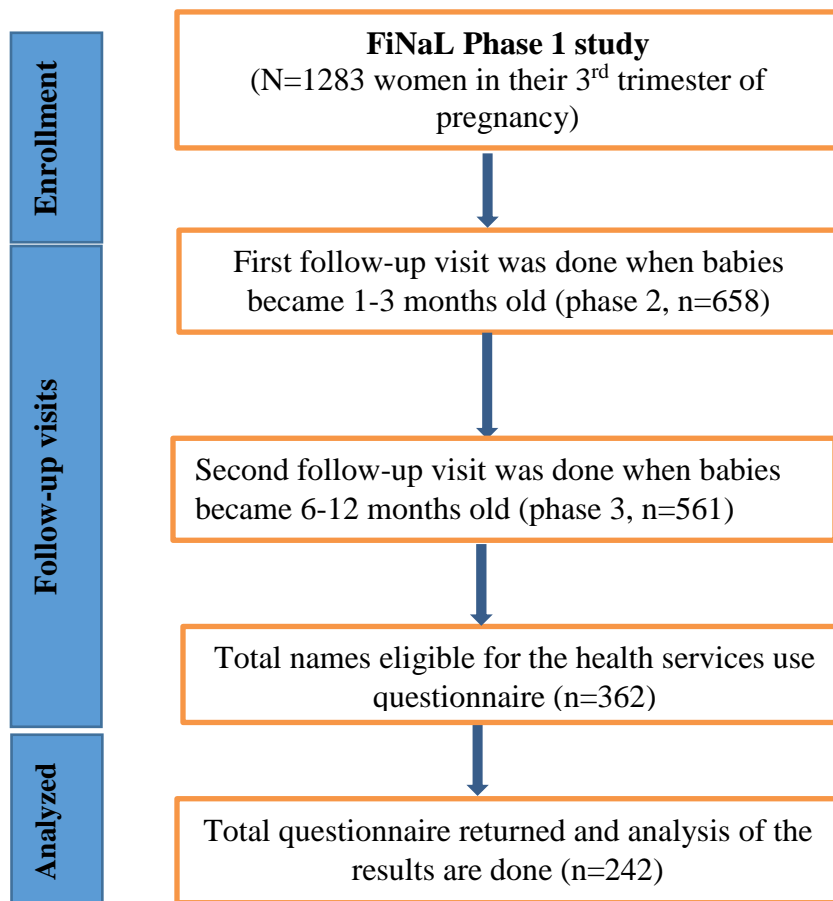 Enrollment
FiNaL Phase 1 study
(N=1283 women in their 3rd trimester of
pregnancy)
Follow-up visits
First follow-up visit was done when babies
became 1-3 months old (phase 2, n=658)
Second follow-up visit was done when babies
became 6-12 months old (phase 3, n=561)
Total names eligible for the health services use
questionnaire (n=362)
Analyzed
Total questionnaire returned and analysis of the
results are done (n=242)